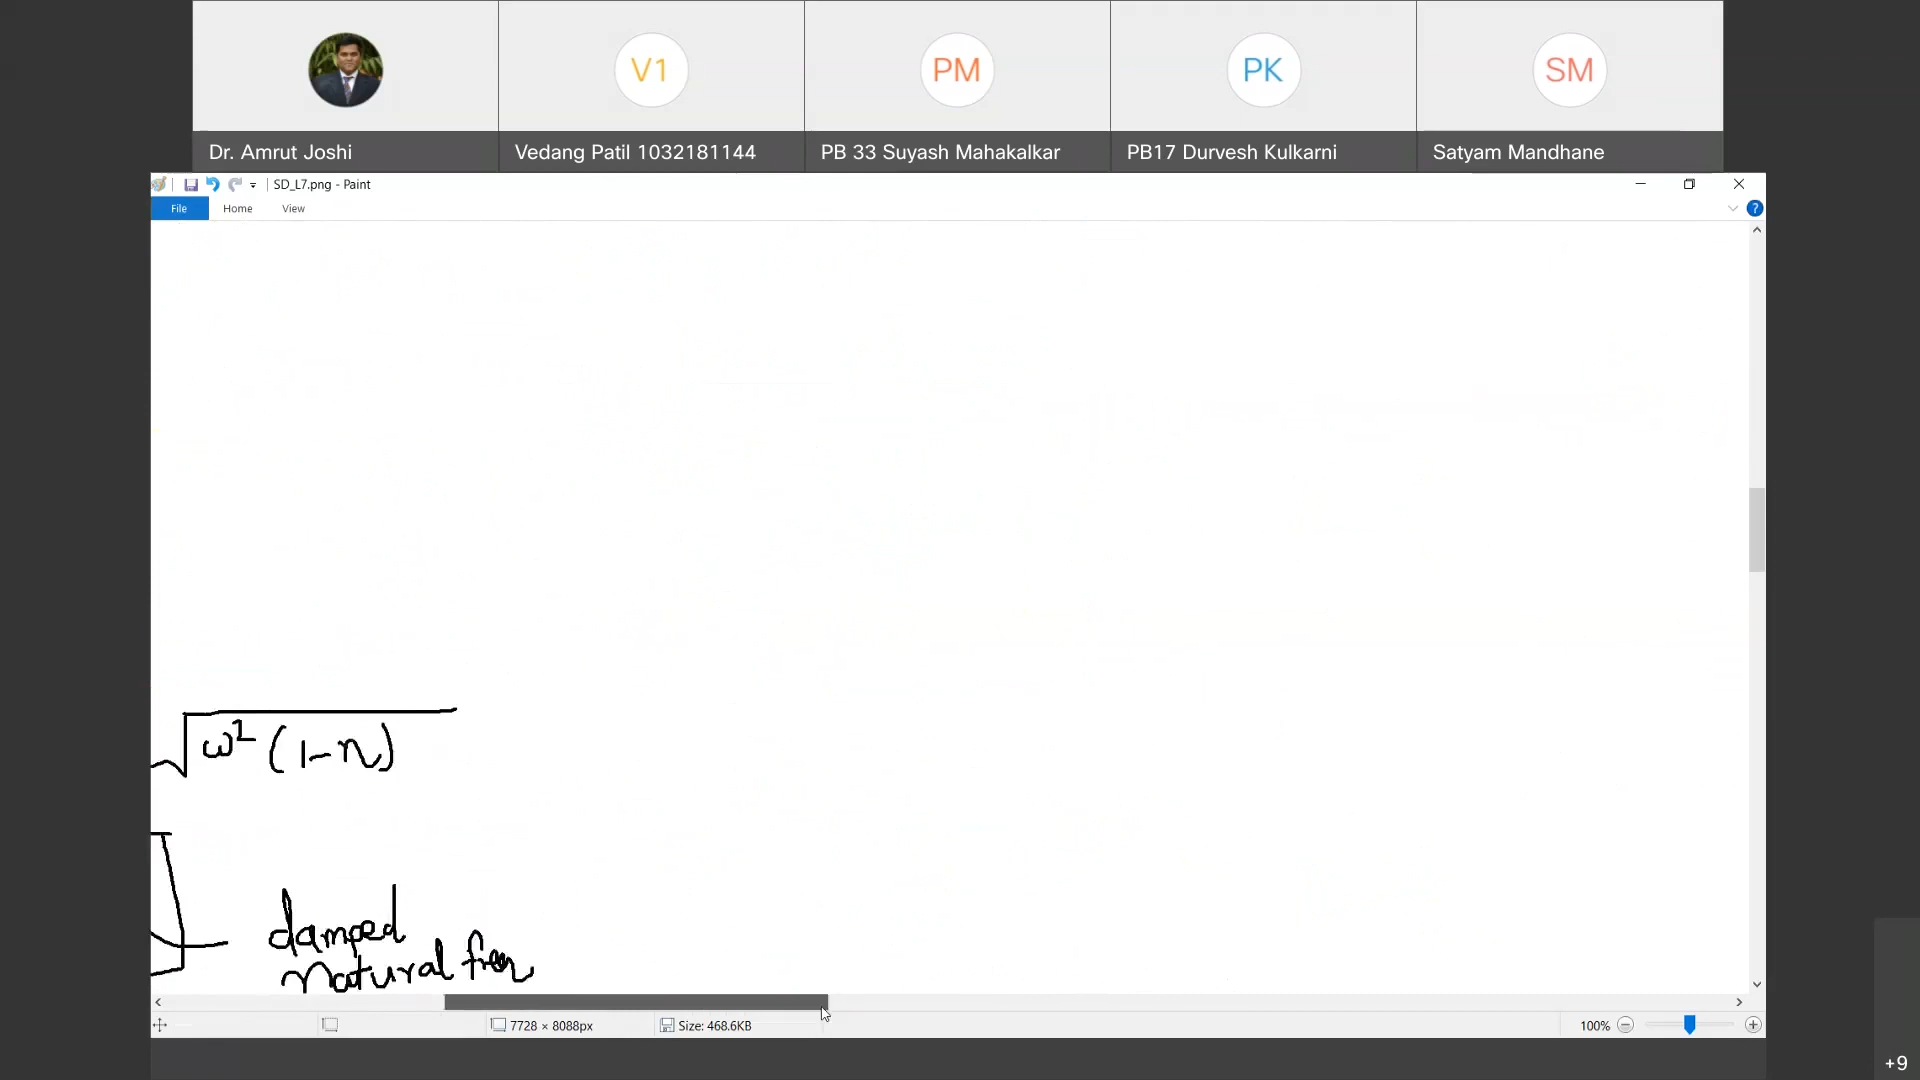 V1
PM
PK
SM
Dr. Amrut Joshi
Vedang Patil 1032181144
PB 33 Suyash Mahakalkar
PB17 Durvesh Kulkarni
Satyam Mandhane
SD_L7.png - Paint
File
Home
View
?
√ω² (1-n)
damped
natural freq
7728 × 8088px
Size: 468.6KB
100%
+9